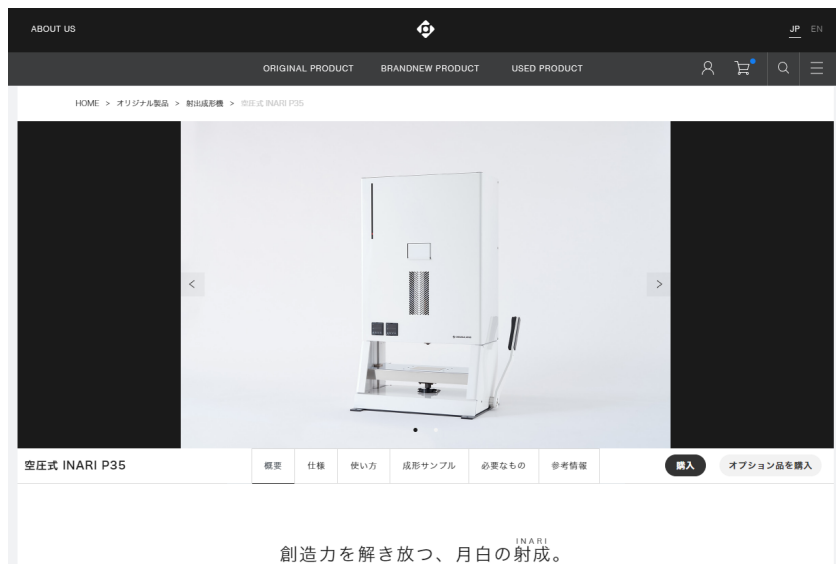 ABOUT US
JP EN
ORIGINAL PRODUCT BRANDNEW PRODUCT USED PRODUCT
HOME > オリジナル製品 > 射出成形機 > 空圧式 INARI P35
空圧式 INARI P35
概要 仕様 使い方 成形サンプル 必要なもの 参考情報
購入 オプション品を購入
INARI
創造力を解き放つ、月白の射成。